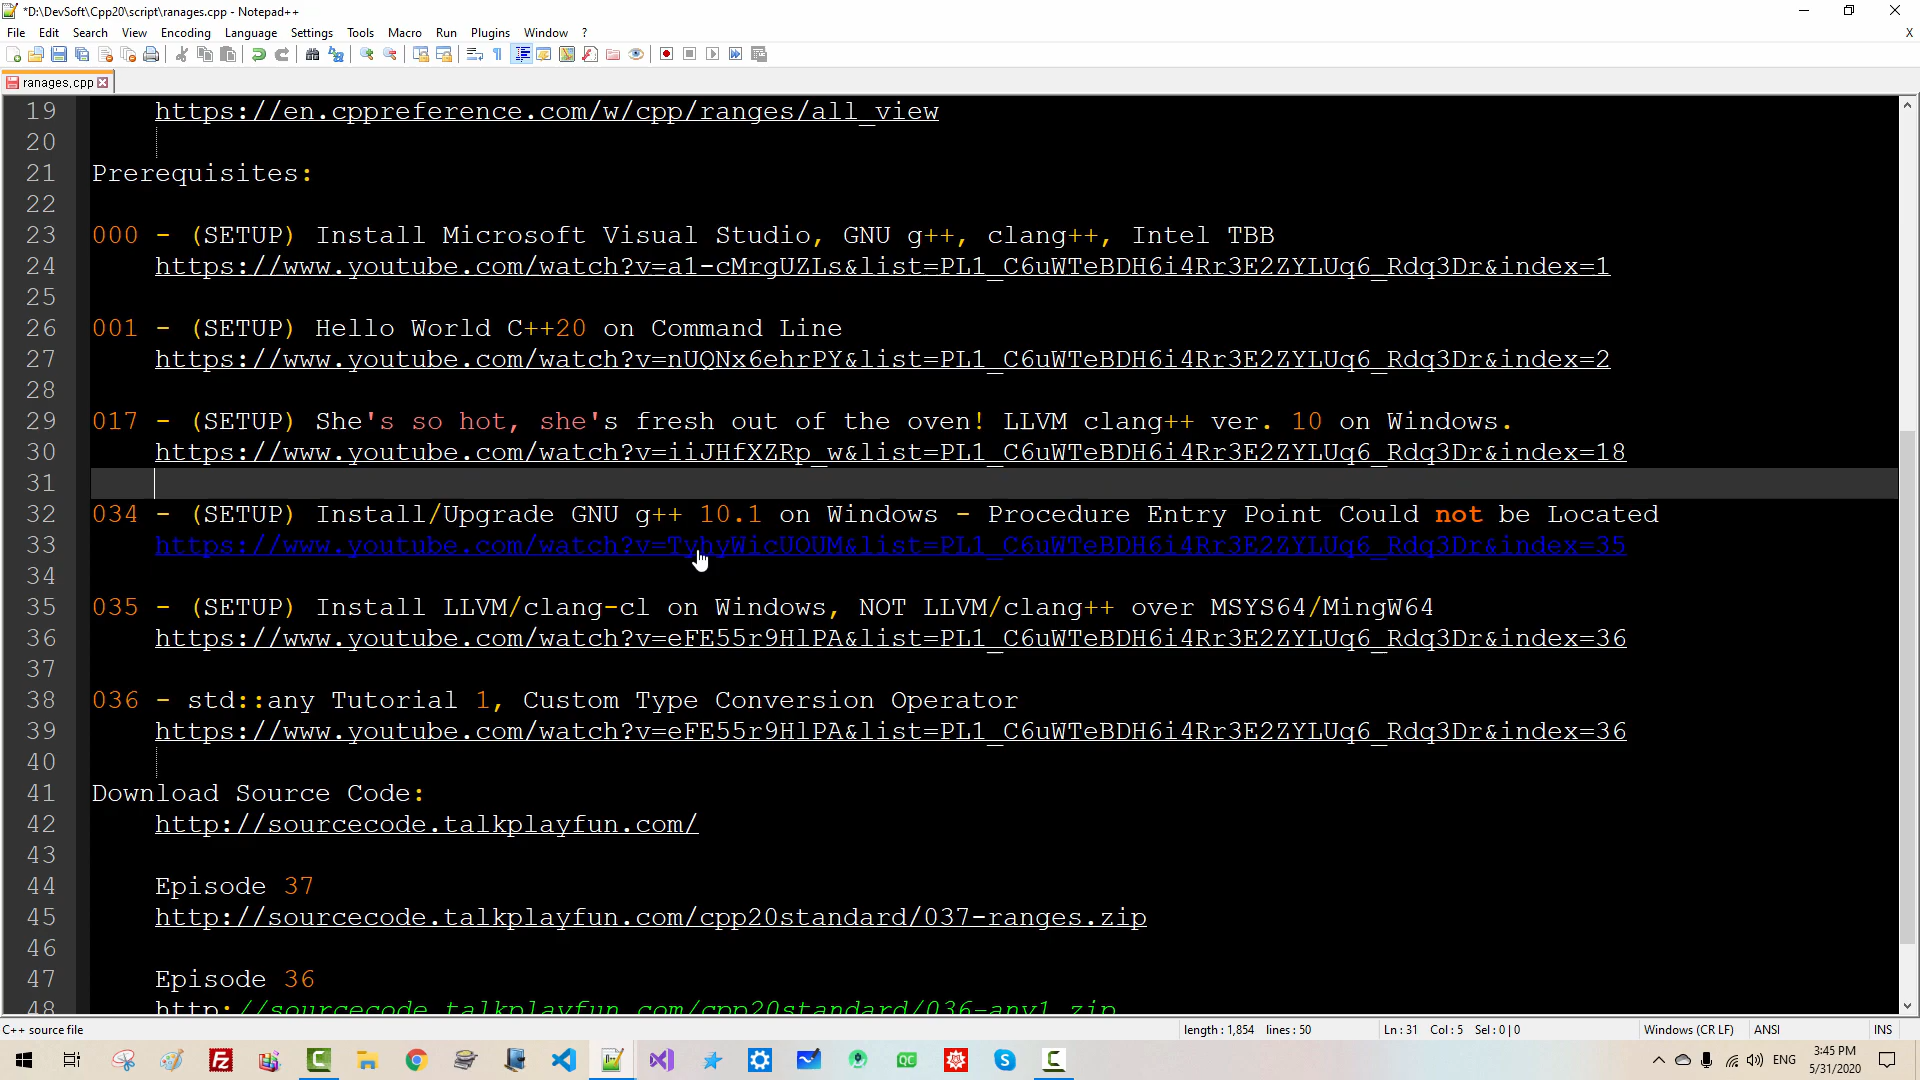 *D:\DevSoft\Cpp20\script\ranages.cpp - Notepad++
File Edit Search View Encoding Language Settings Tools Macro Run Plugins Window ? X
ranages.cpp
19 https://en.cppreference.com/w/cpp/ranges/all_view
20
21 Prerequisites:
22
23 000 - (SETUP) Install Microsoft Visual Studio, GNU g++, clang++, Intel TBB
24 https://www.youtube.com/watch?v=a1-cMrgUZLs&list=PL1_C6uWTeBDH6i4Rr3E2ZYLUq6_Rdq3Dr&index=1
25
26 001 - (SETUP) Hello World C++20 on Command Line
27 https://www.youtube.com/watch?v=nUQNx6ehrPY&list=PL1_C6uWTeBDH6i4Rr3E2ZYLUq6_Rdq3Dr&index=2
28
29 017 - (SETUP) She's so hot, she's fresh out of the oven! LLVM clang++ ver. 10 on Windows.
30 https://www.youtube.com/watch?v=iiJHfXZRp_w&list=PL1_C6uWTeBDH6i4Rr3E2ZYLUq6_Rdq3Dr&index=18
31
32 034 - (SETUP) Install/Upgrade GNU g++ 10.1 on Windows - Procedure Entry Point Could not be Located
33 https://www.youtube.com/watch?v=TyhyWicUOUM&list=PL1_C6uWTeBDH6i4Rr3E2ZYLUq6_Rdq3Dr&index=35
34
35 035 - (SETUP) Install LLVM/clang-cl on Windows, NOT LLVM/clang++ over MSYS64/MingW64
36 https://www.youtube.com/watch?v=eFE55r9HlPA&list=PL1_C6uWTeBDH6i4Rr3E2ZYLUq6_Rdq3Dr&index=36
37
38 036 - std::any Tutorial 1, Custom Type Conversion Operator
39 https://www.youtube.com/watch?v=eFE55r9HlPA&list=PL1_C6uWTeBDH6i4Rr3E2ZYLUq6_Rdq3Dr&index=36
40
41 Download Source Code:
42 http://sourcecode.talkplayfun.com/
43
44 Episode 37
45 http://sourcecode.talkplayfun.com/cpp20standard/037-ranges.zip
46
47 Episode 36
48 http://sourcecode.talkplayfun.com/cpp20standard/036-any1.zip
C++ source file length : 1,854 lines : 50 Ln : 31 Col : 5 Sel : 0 | 0 Windows (CR LF) ANSI INS
ENG 3:45 PM
5/31/2020